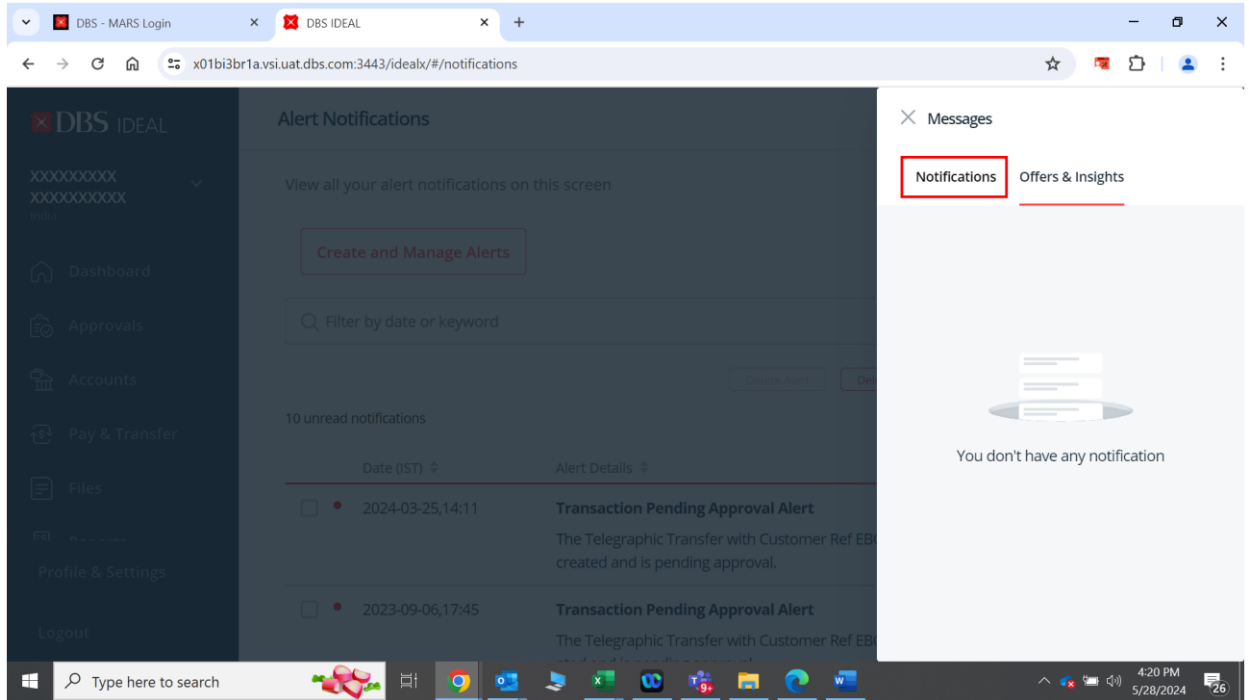 DBS - MARS Login
DBS IDEAL
x01bi3br1a.vsi.uat.dbs.com:3443/idealx/#/notifications
DBS IDEAL
XXXXXXXXX
XXXXXXXXXX
India
Dashboard
Approvals
Accounts
Pay & Transfer
Files
Profile & Settings
Logout
Alert Notifications
View all your alert notifications on this screen
Create and Manage Alerts
Filter by date or keyword
Delete Alert
10 unread notifications
Date (IST) Alert Details
2024-03-25,14:11 Transaction Pending Approval Alert
The Telegraphic Transfer with Customer Ref
created and is pending approval.
2023-09-06,17:45 Transaction Pending Approval Alert
The Telegraphic Transfer with Customer Ref
Messages
Notifications Offers & Insights
You don't have any notification
Type here to search
9+
4:20 PM
5/28/2024
26